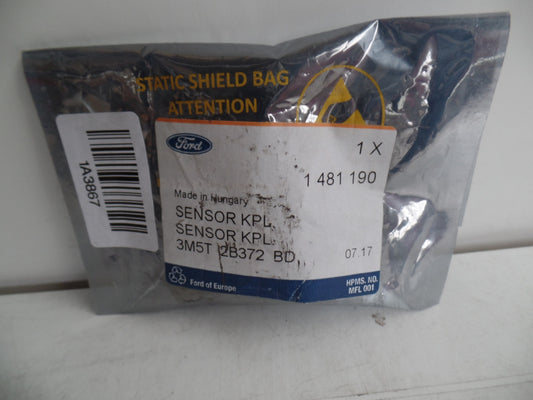 STATIC SHIELD BAG
ATTENTION
Ford
1 X
1 481 190
Made in Hungary
SENSOR KPL.
SENSOR KPL.
3M5T 2B372 BD,
07.17
Ford of Europe
HPMS. NO.
MFL 001
1A3867